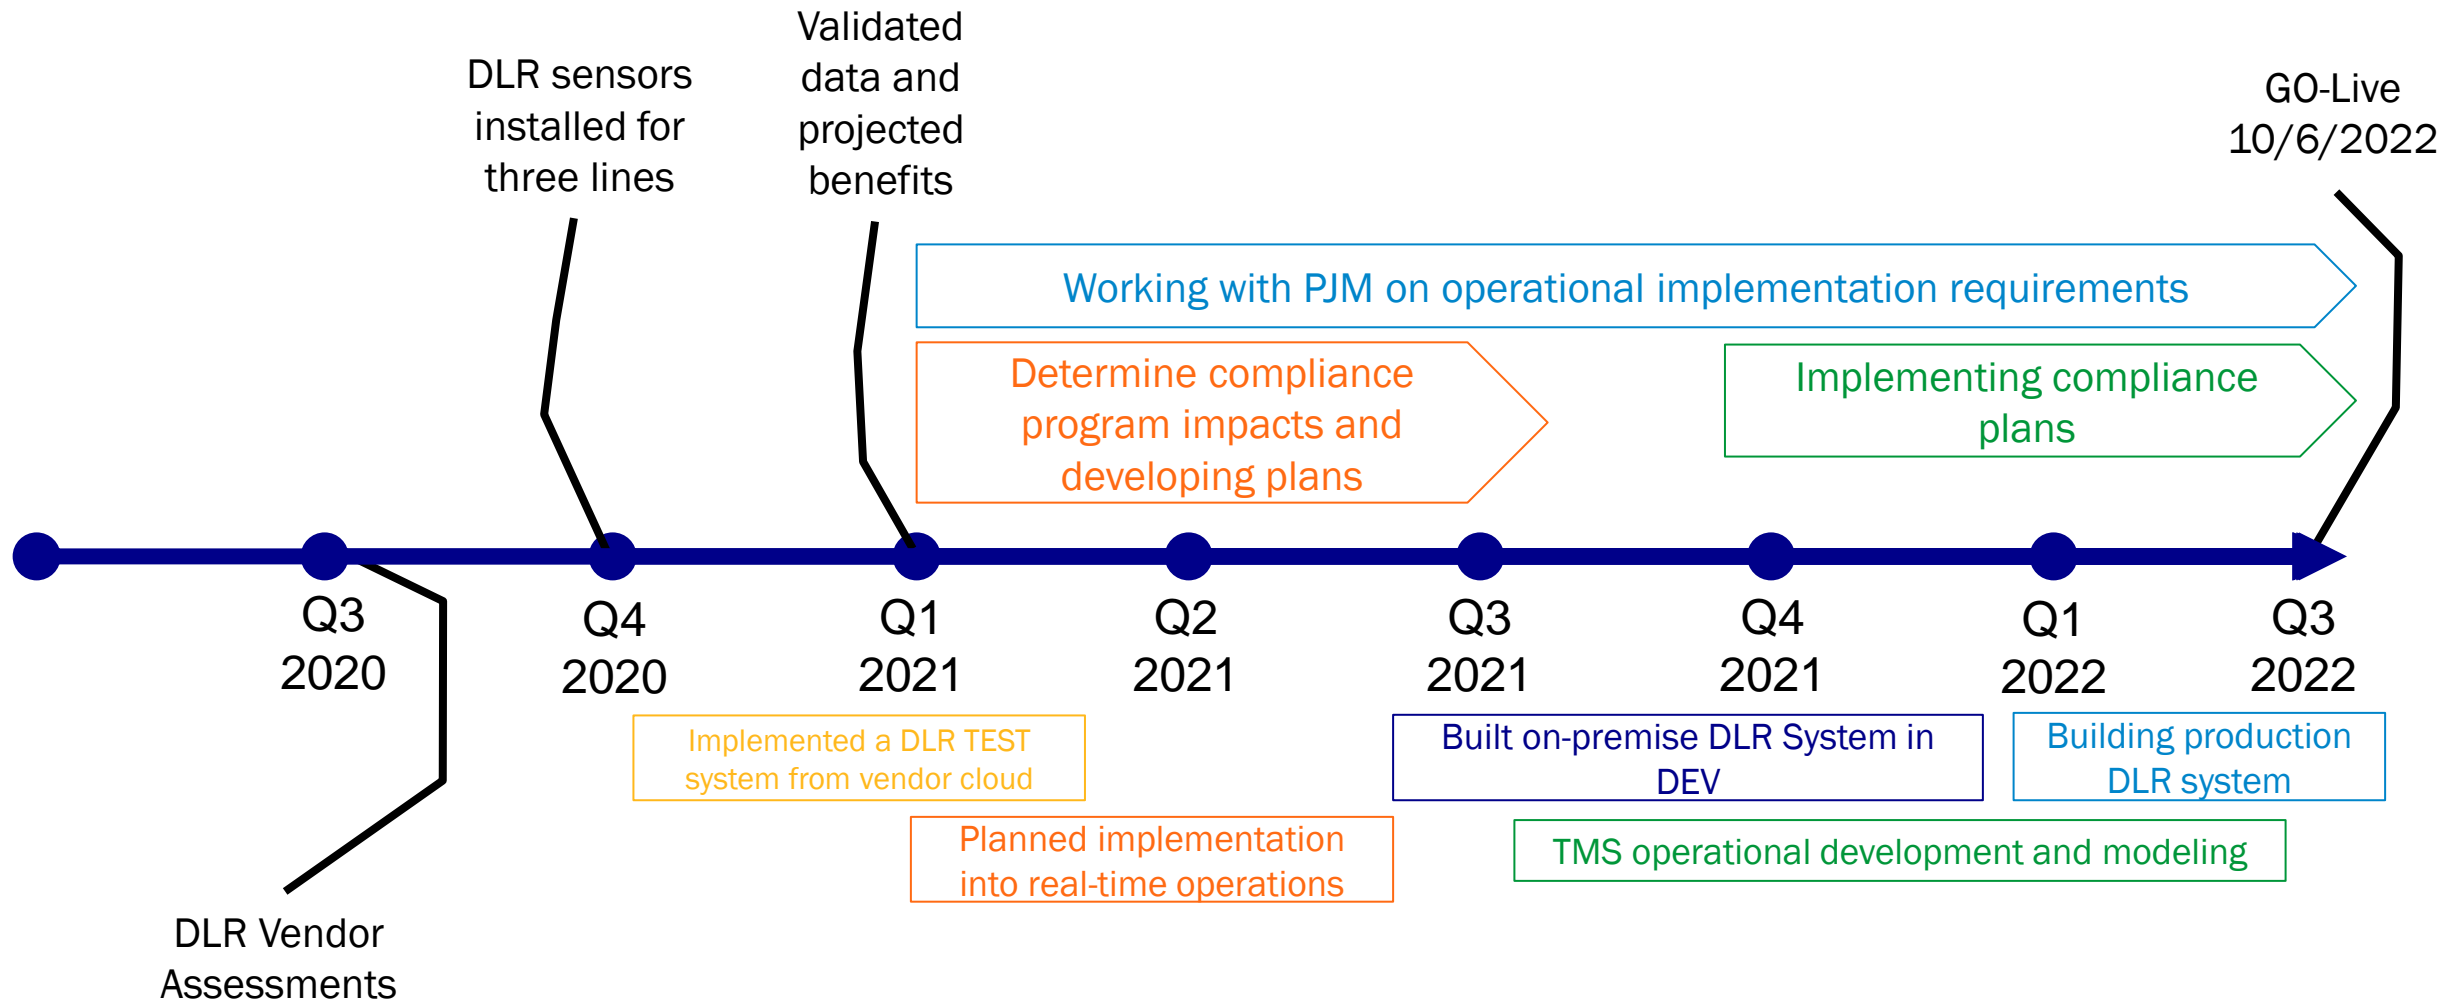 Validated
data and
projected
benefits
DLR sensors
installed for
three lines
GO-Live
10/6/2022
Working with PJM on operational implementation requirements
Determine compliance
program impacts and
developing plans
Implementing compliance
plans
Q3
2020
Q4
2020
Q1
2021
Q2
2021
Q3
2021
Q4
2021
Q1
2022
Q3
2022
Implemented a DLR TEST
system from vendor cloud
Built on-premise DLR System in
DEV
Building production
DLR system
Planned implementation
into real-time operations
TMS operational development and modeling
DLR Vendor
Assessments